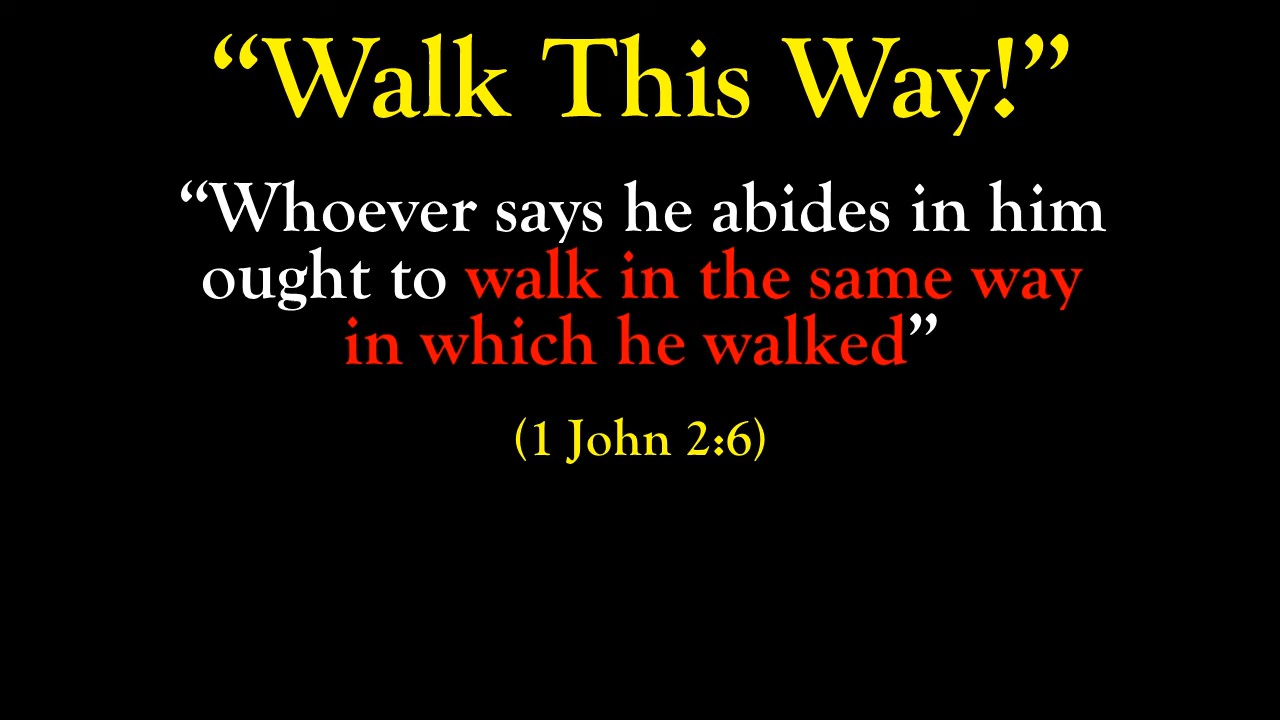 “Walk This Way!”
“Whoever says he abides in him
ought to walk in the same way
in which he walked”
(1 John 2:6)